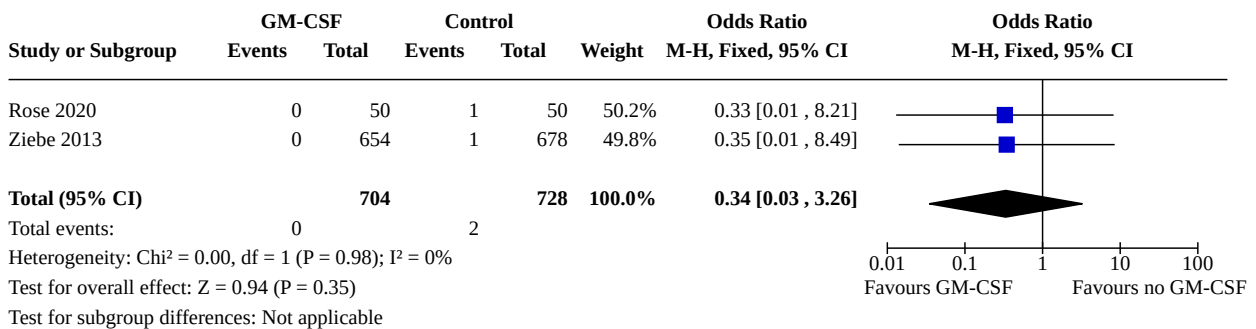 GM-CSF Control Odds Ratio Odds Ratio
Study or Subgroup Events Total Events Total Weight M-H, Fixed, 95% CI M-H, Fixed, 95% CI
Rose 2020 0 50 1 50 50.2% 0.33 [0.01 , 8.21]
Ziebe 2013 0 654 1 678 49.8% 0.35 [0.01 , 8.49]
Total (95% CI) 704 728 100.0% 0.34 [0.03 , 3.26]
Total events: 0 2
Heterogeneity: Chi² = 0.00, df = 1 (P = 0.98); I² = 0%
0.01 0.1 1 10 100
Test for overall effect: Z = 0.94 (P = 0.35)
Favours GM-CSF Favours no GM-CSF
Test for subgroup differences: Not applicable